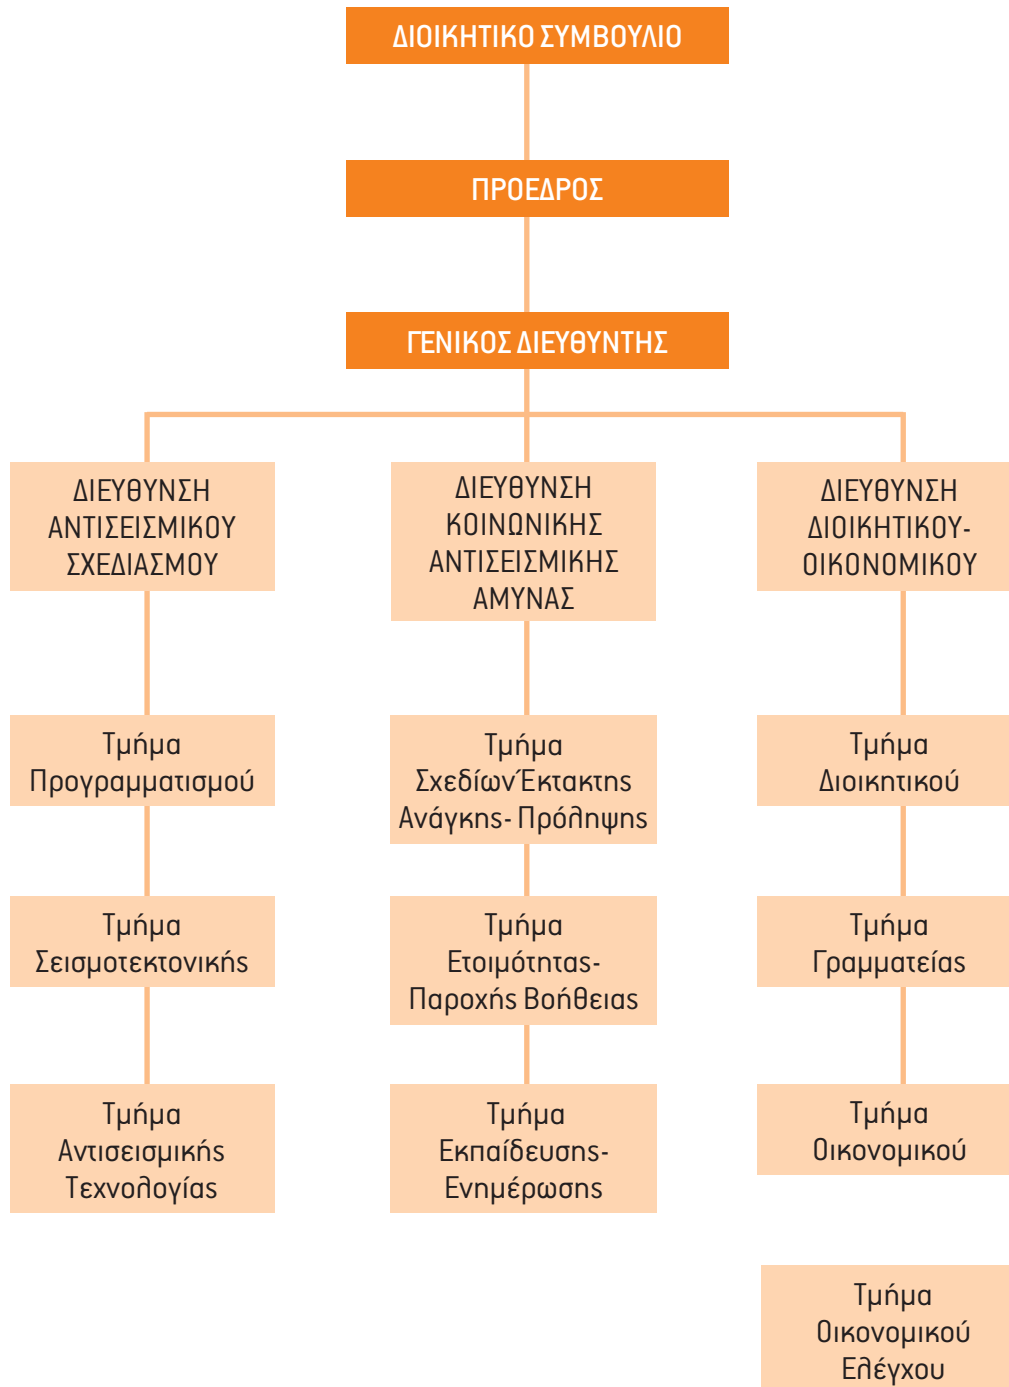 ΔΙΟΙΚΗΤΙΚΟ ΣΥΜΒΟΥΛΙΟ
ΠΡΟΕΔΡΟΣ
ΓΕΝΙΚΟΣ ΔΙΕΥΘΥΝΤΗΣ
ΔΙΕΥΘΥΝΣΗ
ΑΝΤΙΣΕΙΣΜΙΚΟΥ
ΣΧΕΔΙΑΣΜΟΥ
ΔΙΕΥΘΥΝΣΗ
ΚΟΙΝΩΝΙΚΗΣ
ΑΝΤΙΣΕΙΣΜΙΚΗΣ
ΑΜΥΝΑΣ
ΔΙΕΥΘΥΝΣΗ
ΔΙΟΙΚΗΤΙΚΟΥ-
ΟΙΚΟΝΟΜΙΚΟΥ
Τμήμα
Προγραμματισμού
Τμήμα
Σχεδίων Έκτακτης
Ανάγκης- Πρόληψης
Τμήμα
Διοικητικού
Τμήμα
Σεισμοτεκτονικής
Τμήμα
Ετοιμότητας-
Παροχής Βοήθειας
Τμήμα
Γραμματείας
Τμήμα
Αντισεισμικής
Τεχνολογίας
Τμήμα
Εκπαίδευσης-
Ενημέρωσης
Τμήμα
Οικονομικού
Τμήμα
Οικονομικού
Ελέγχου